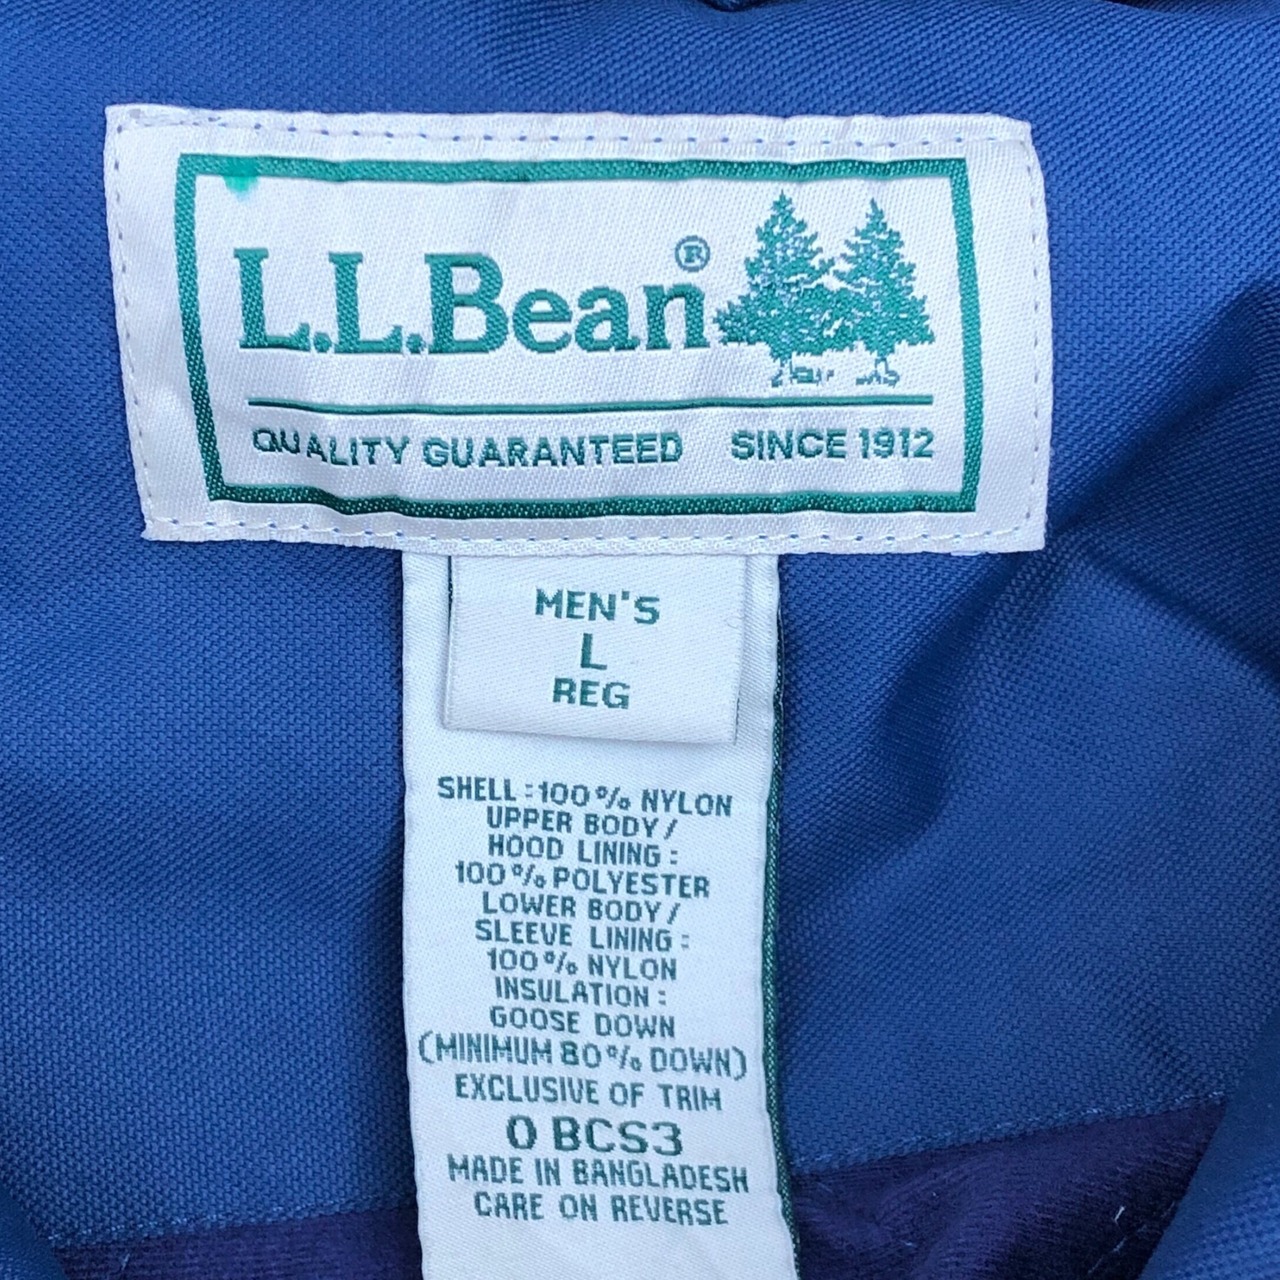 L.L.Bean®
QUALITY GUARANTEED SINCE 1912
MEN'S
L
REG
SHELL:100% NYLON
UPPER BODY/
HOOD LINING:
100% POLYESTER
LOWER BODY/
SLEEVE LINING:
100% NYLON
INSULATION:
GOOSE DOWN
(MINIMUM 80% DOWN)
EXCLUSIVE OF TRIM
0 BCS3
MADE IN BANGLADESH
CARE ON REVERSE